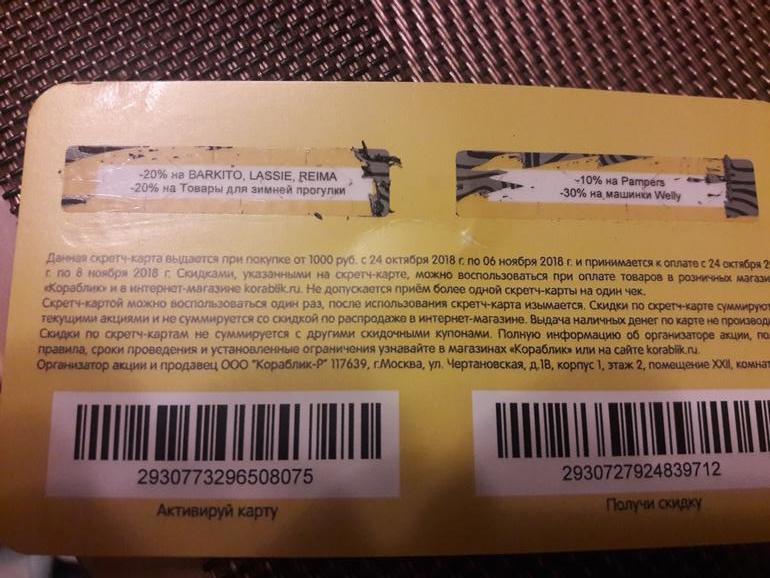 -20% на BARKITO, LASSIE, REIMA
-20% на Товары для зимней прогулки
-10% на Pampers
-30% на машинки Welly
Данная скретч-карта выдается при покупке от 1000 руб. с 24 октября 2018 г. по 06 ноября 2018 г. и принимается к оплате с 24 октября
г. по 8 ноября 2018 г. Скидками, указанными на скретч-карте, можно воспользоваться при оплате товаров в розничных
«Кораблик» и в интернет-магазине korablik.ru. Не допускается приём более одной скретч-карты на один чек.
Скретч-картой можно воспользоваться один раз, после использования скретч-карта изымается. Скидки по скретч-карте
текущими акциями и не суммируется со скидкой по распродаже в интернет-магазине. Выдача наличных денег по карте не
Скидки по скретч-картам не суммируется с другими скидочными купонами. Полную информацию об организаторе акции,
правила, сроки проведения и установленные ограничения узнавайте в магазинах «Кораблик» или на сайте korablik.ru.
Организатор акции и продавец ООО "Кораблик-Р" 117639, г.Москва, ул. Чертановская, д.1В, корпус 1, этаж 2, помещение XXII,
2930773296508075
2930727924839712
Активируй карту
Получи скидку